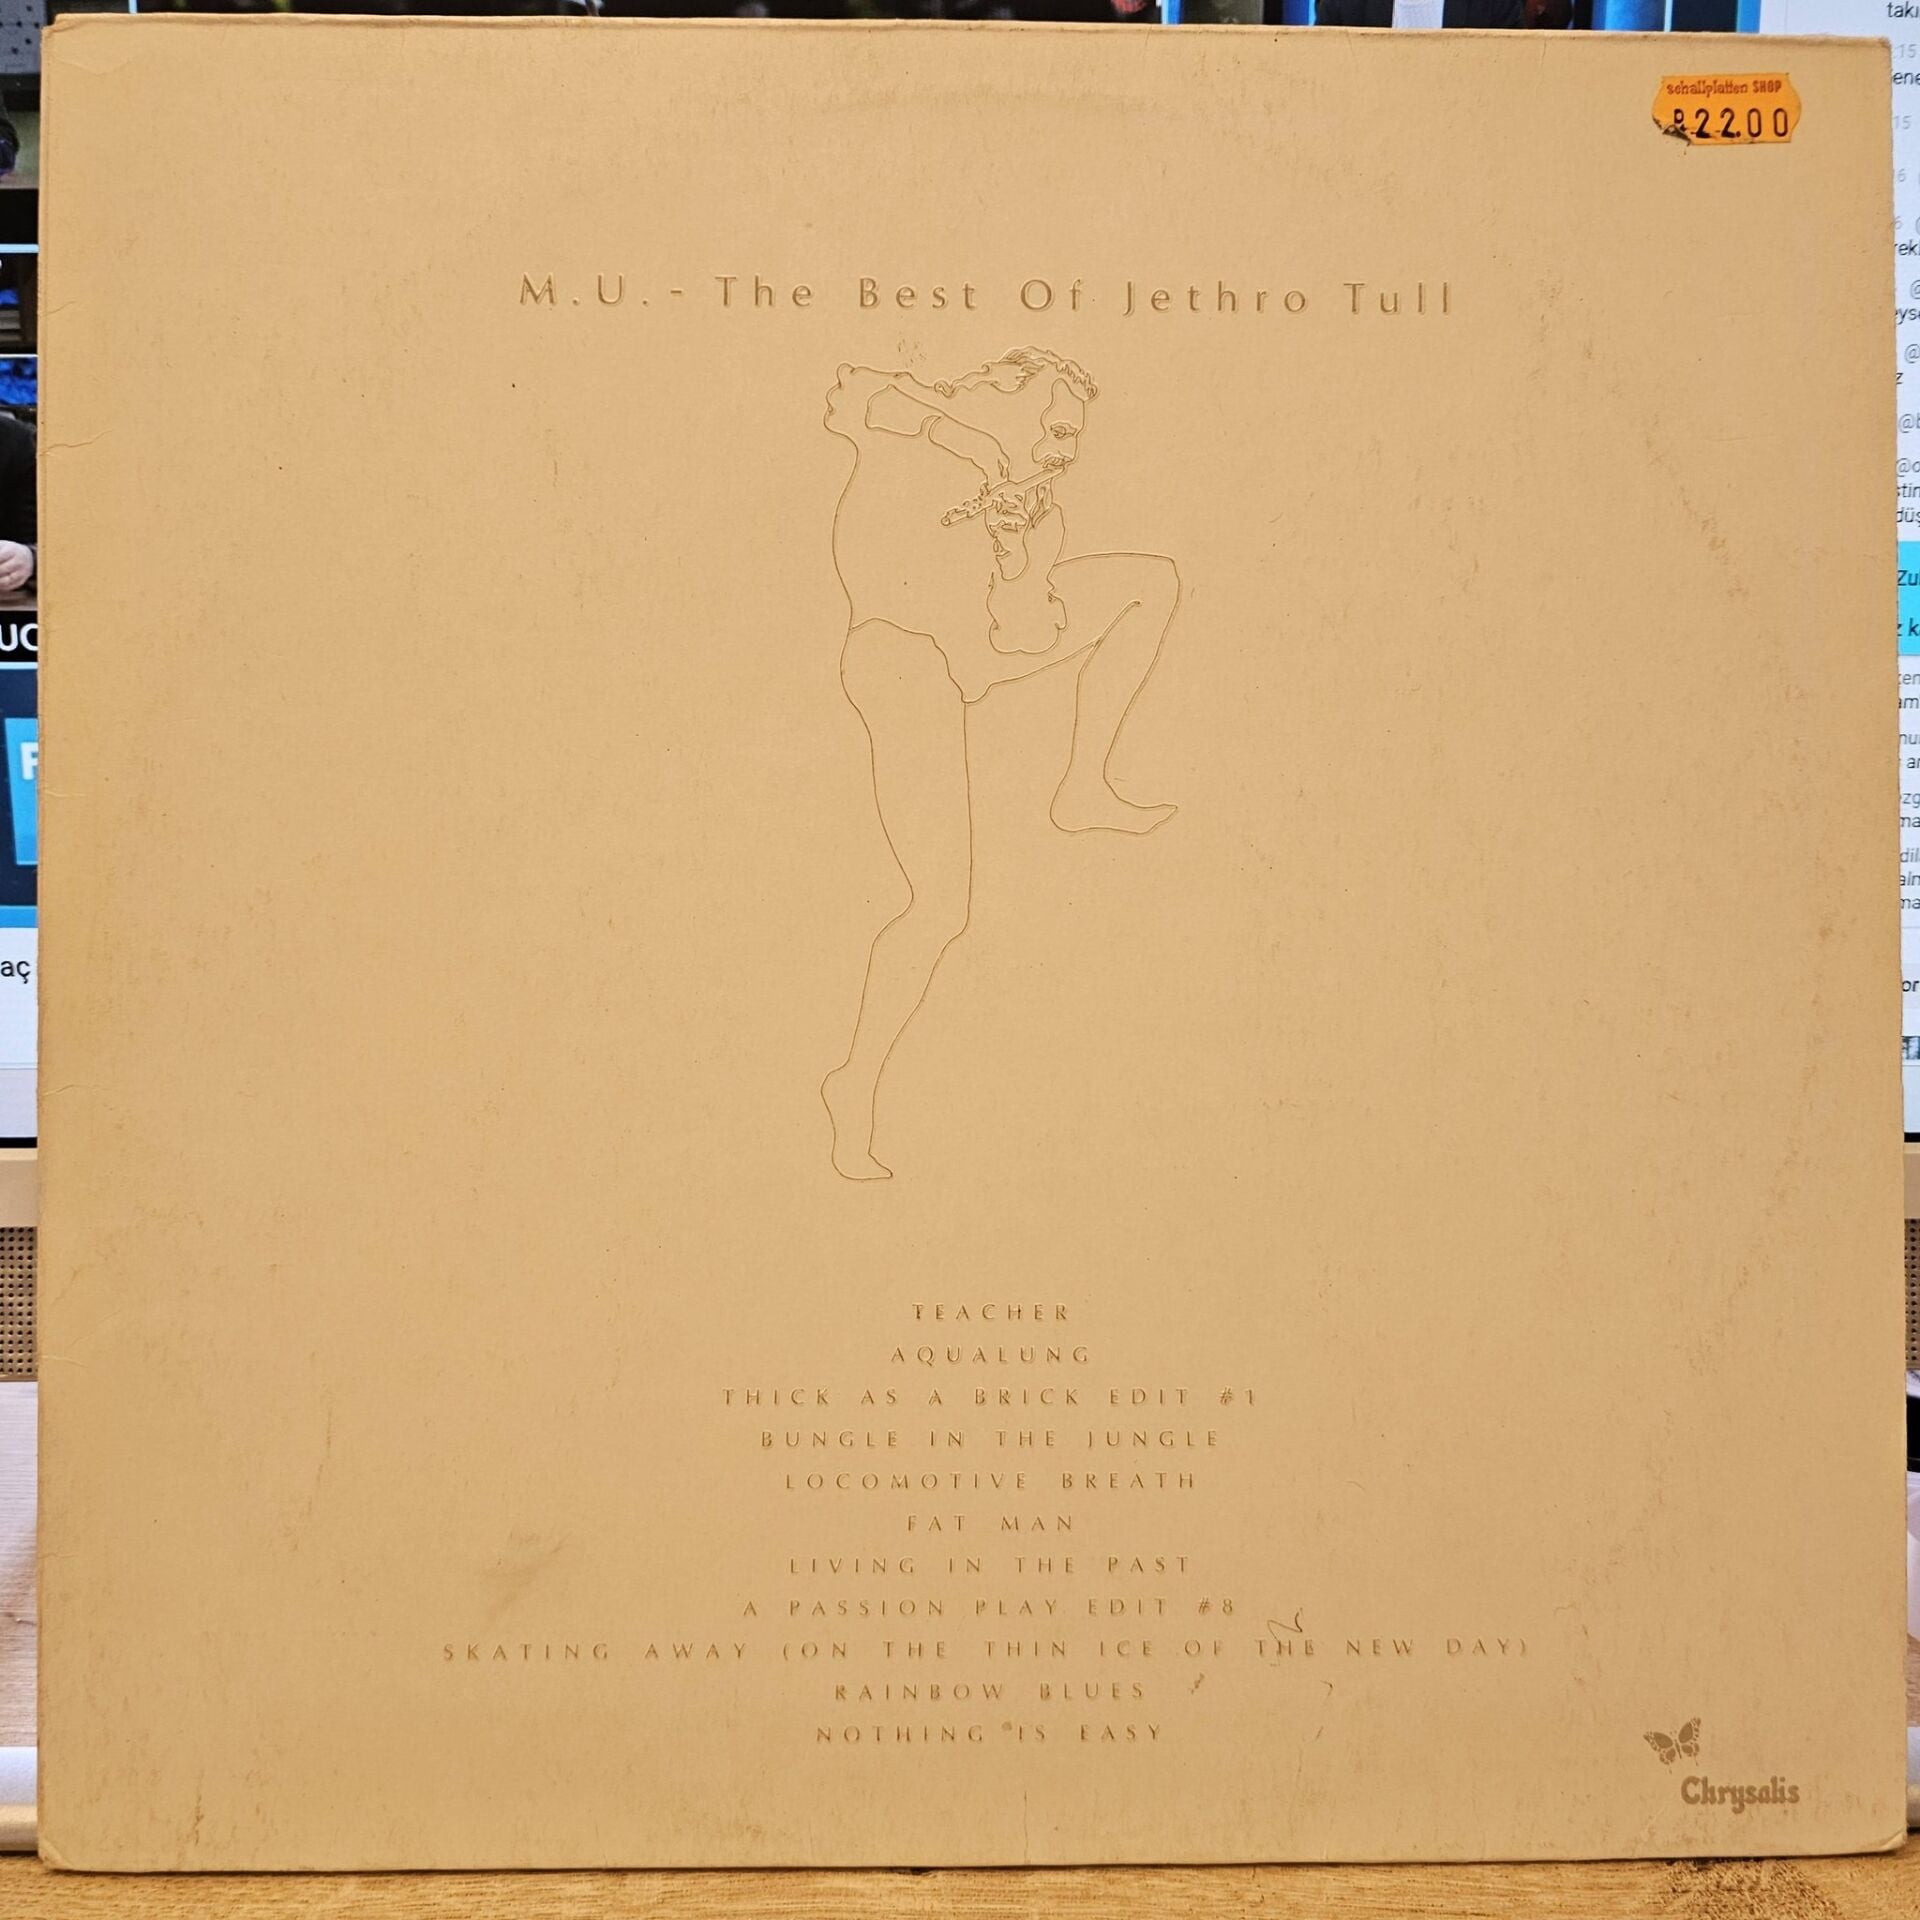 schallplatten SHOP
22.00
M.U.- The Best Of Jethro Tull
TEACHER
AQUALUNG
THICK AS A BRICK EDIT #1
BUNGLE IN THE JUNGLE
LOCOMOTIVE BREATH
FAT MAN
LIVING IN THE PAST
A PASSION PLAY EDIT #8
SKATING AWAY (ON THE THIN ICE OF THE NEW DAY)
RAINBOW BLUES
NOTHING IS EASY
Chrysalis